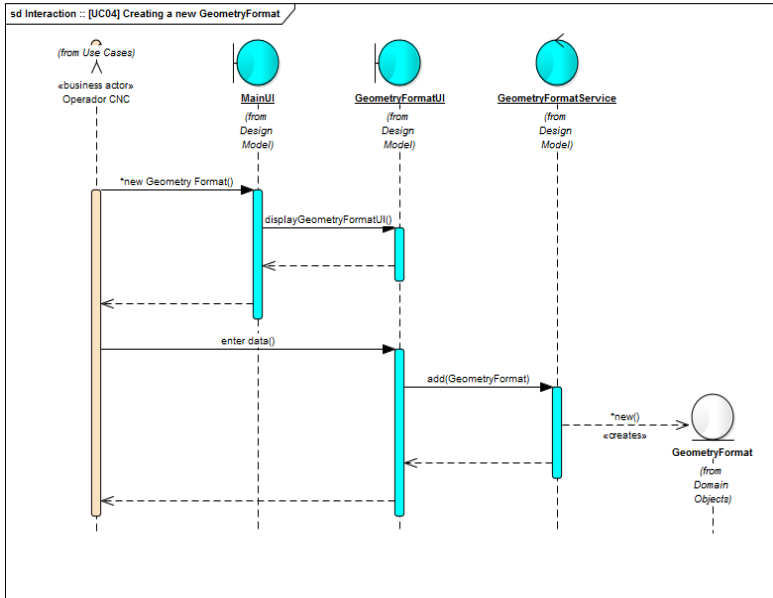 sd Interaction :: [UC04] Creating a new GeometryFormat
(from Use Cases)
«business actor»
Operador CNC
MainUI
(from
Design
Model)
GeometryFormatUI
(from
Design
Model)
GeometryFormatService
(from
Design
Model)
*new Geometry Format()
displayGeometryFormatUI()
enter data()
add(GeometryFormat)
*new()
«creates»
GeometryFormat
(from
Domain
Objects)